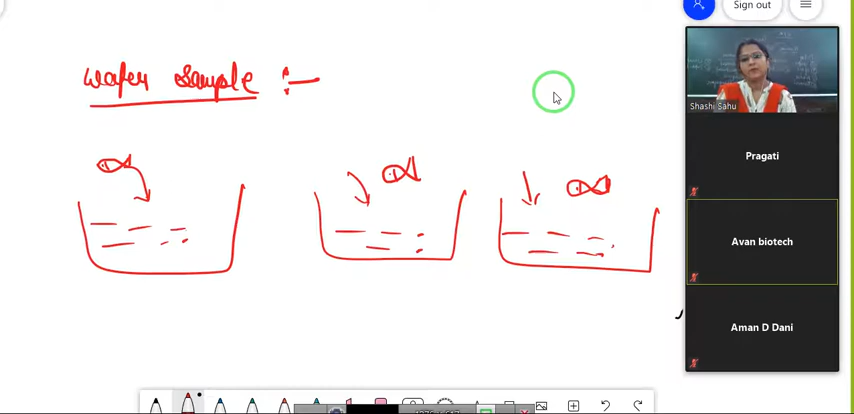 Sign out
Water Sample :-
Shashi Sahu
Pragati
Avan biotech
Aman D Dani